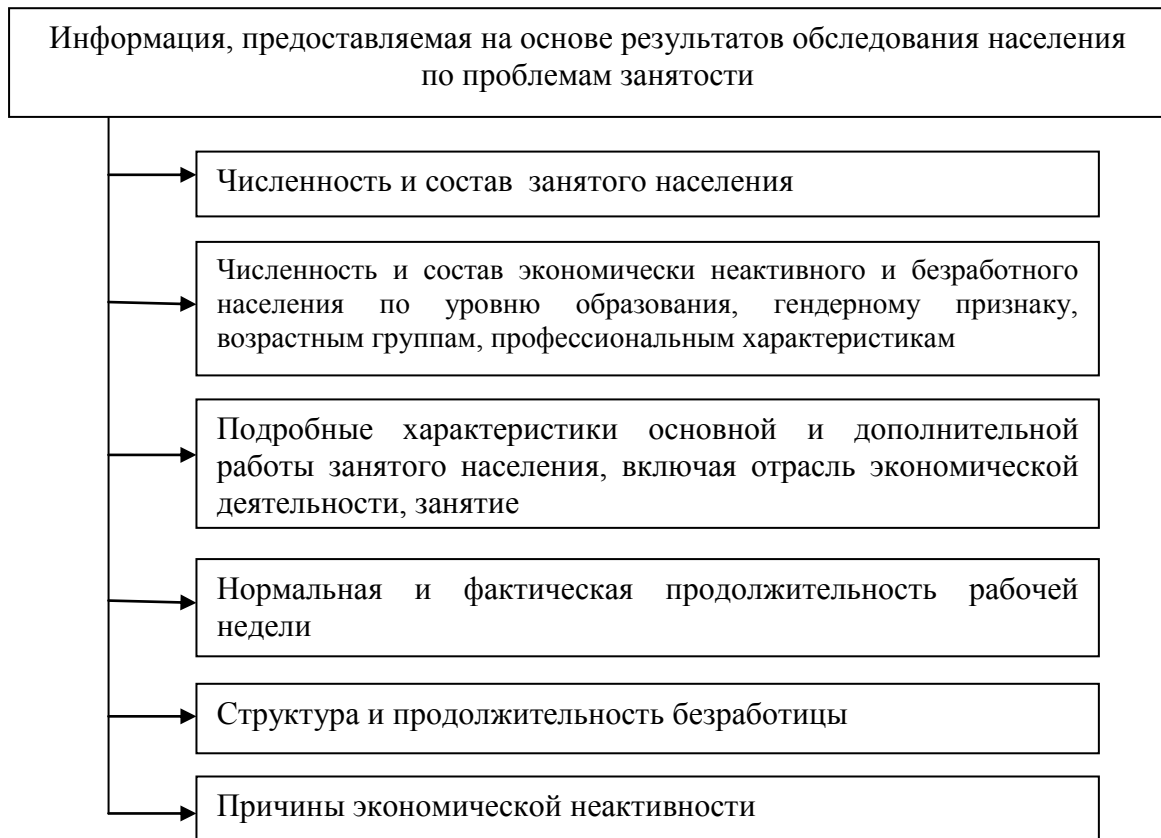 Информация, предоставляемая на основе результатов обследования населения
по проблемам занятости
Численность и состав занятого населения
Численность и состав экономически неактивного и безработного
населения по уровню образования, гендерному признаку,
возрастным группам, профессиональным характеристикам
Подробные характеристики основной и дополнительной
работы занятого населения, включая отрасль экономической
деятельности, занятие
Нормальная и фактическая продолжительность рабочей
недели
Структура и продолжительность безработицы
Причины экономической неактивности